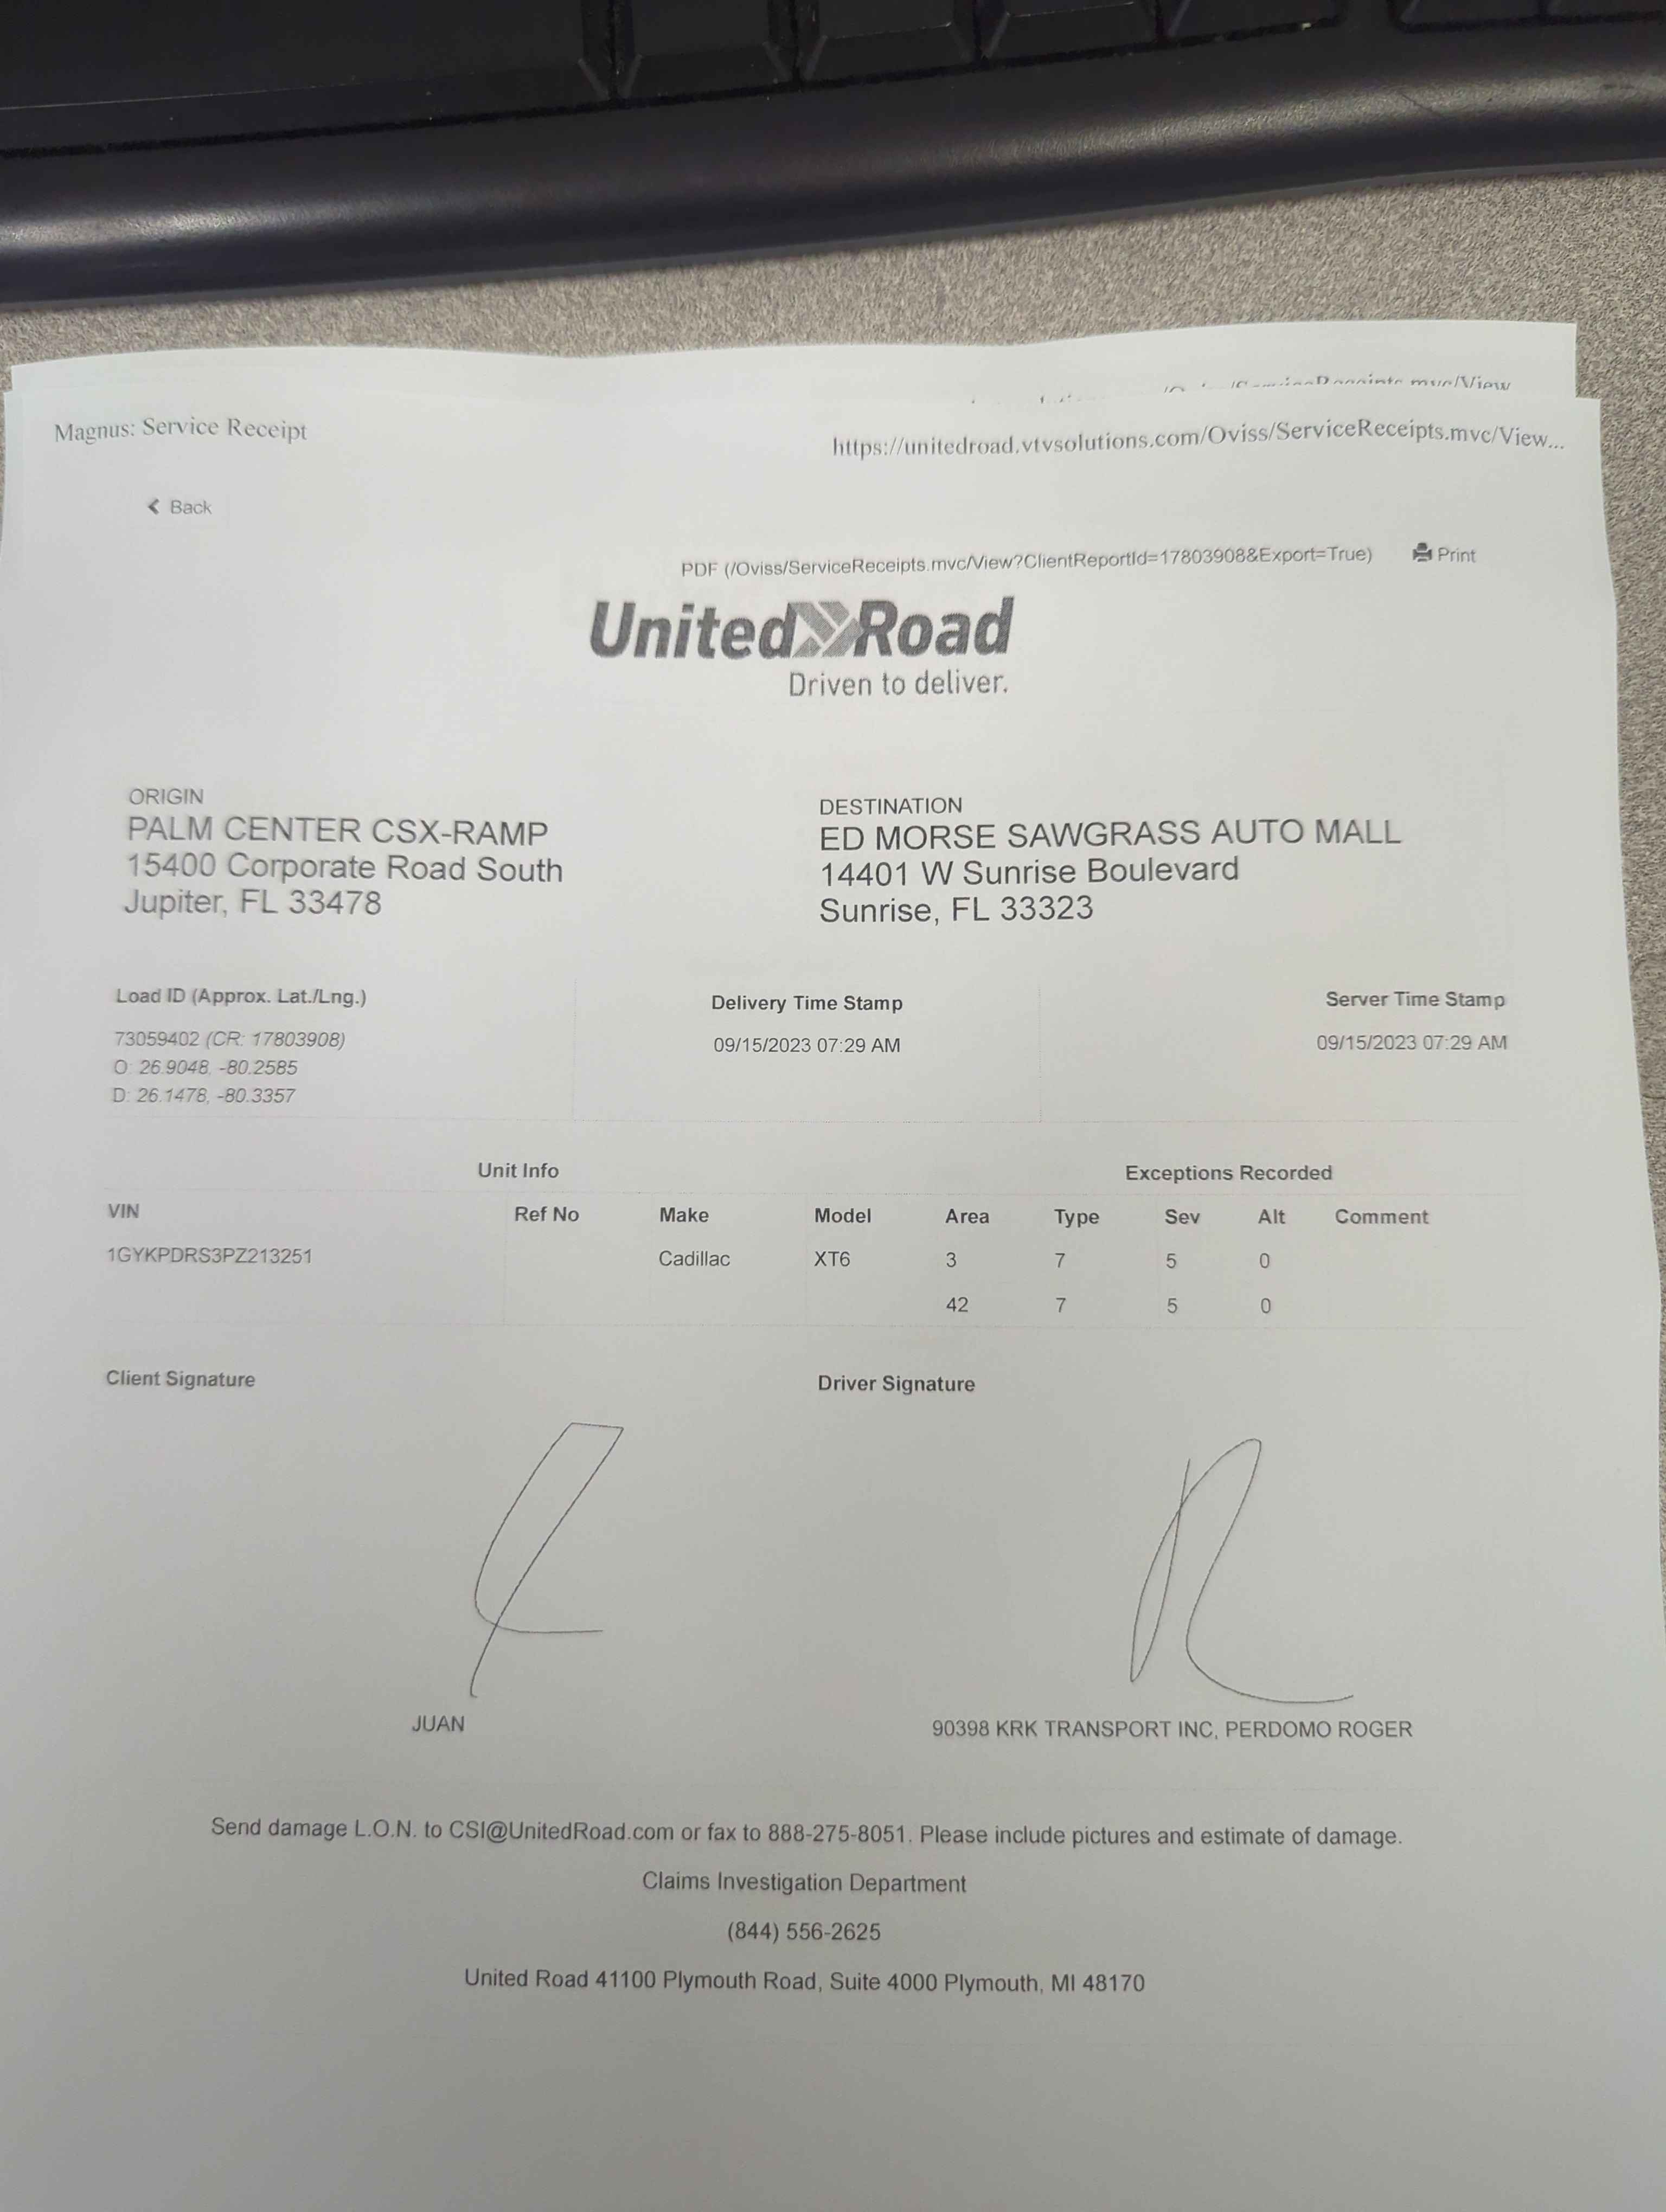 ServiceReceipts.mvc/View
Magnus: Service Receipt
https://unitedroad.vtvsolutions.com/Oviss/ServiceReceipts.mvc/View...
Back
PDF (/Oviss/ServiceReceipts.mvc/View?ClientReportId=17803908&Export=True)
Print
United Road
Driven to deliver.
ORIGIN
PALM CENTER CSX-RAMP
15400 Corporate Road South
Jupiter, FL 33478
DESTINATION
ED MORSE SAWGRASS AUTO MALL
14401 W Sunrise Boulevard
Sunrise, FL 33323
Load ID (Approx. Lat./Lng.)
73059402 (CR: 17803908)
O: 26.9048, -80.2585
D: 26.1478, -80.3357
Delivery Time Stamp
09/15/2023 07:29 AM
Server Time Stamp
09/15/2023 07:29 AM
Unit Info Exceptions Recorded
VIN Ref No Make Model Area Type Sev Alt Comment
1GYKPDRS3PZ213251 Cadillac XT6 3 7 5 0
42 7 5 0
Client Signature
Driver Signature
JUAN
90398 KRK TRANSPORT INC, PERDOMO ROGER
Send damage L.O.N. to CSI@UnitedRoad.com or fax to 888-275-8051. Please include pictures and estimate of damage.
Claims Investigation Department
(844) 556-2625
United Road 41100 Plymouth Road, Suite 4000 Plymouth, MI 48170